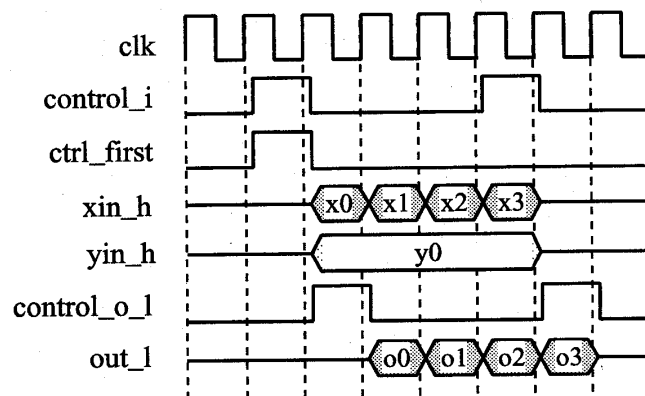 clk
control_i
ctrl_first
xin_h x0 x1 x2 x3
yin_h y0
control_o_l
out_l o0 o1 o2 o3